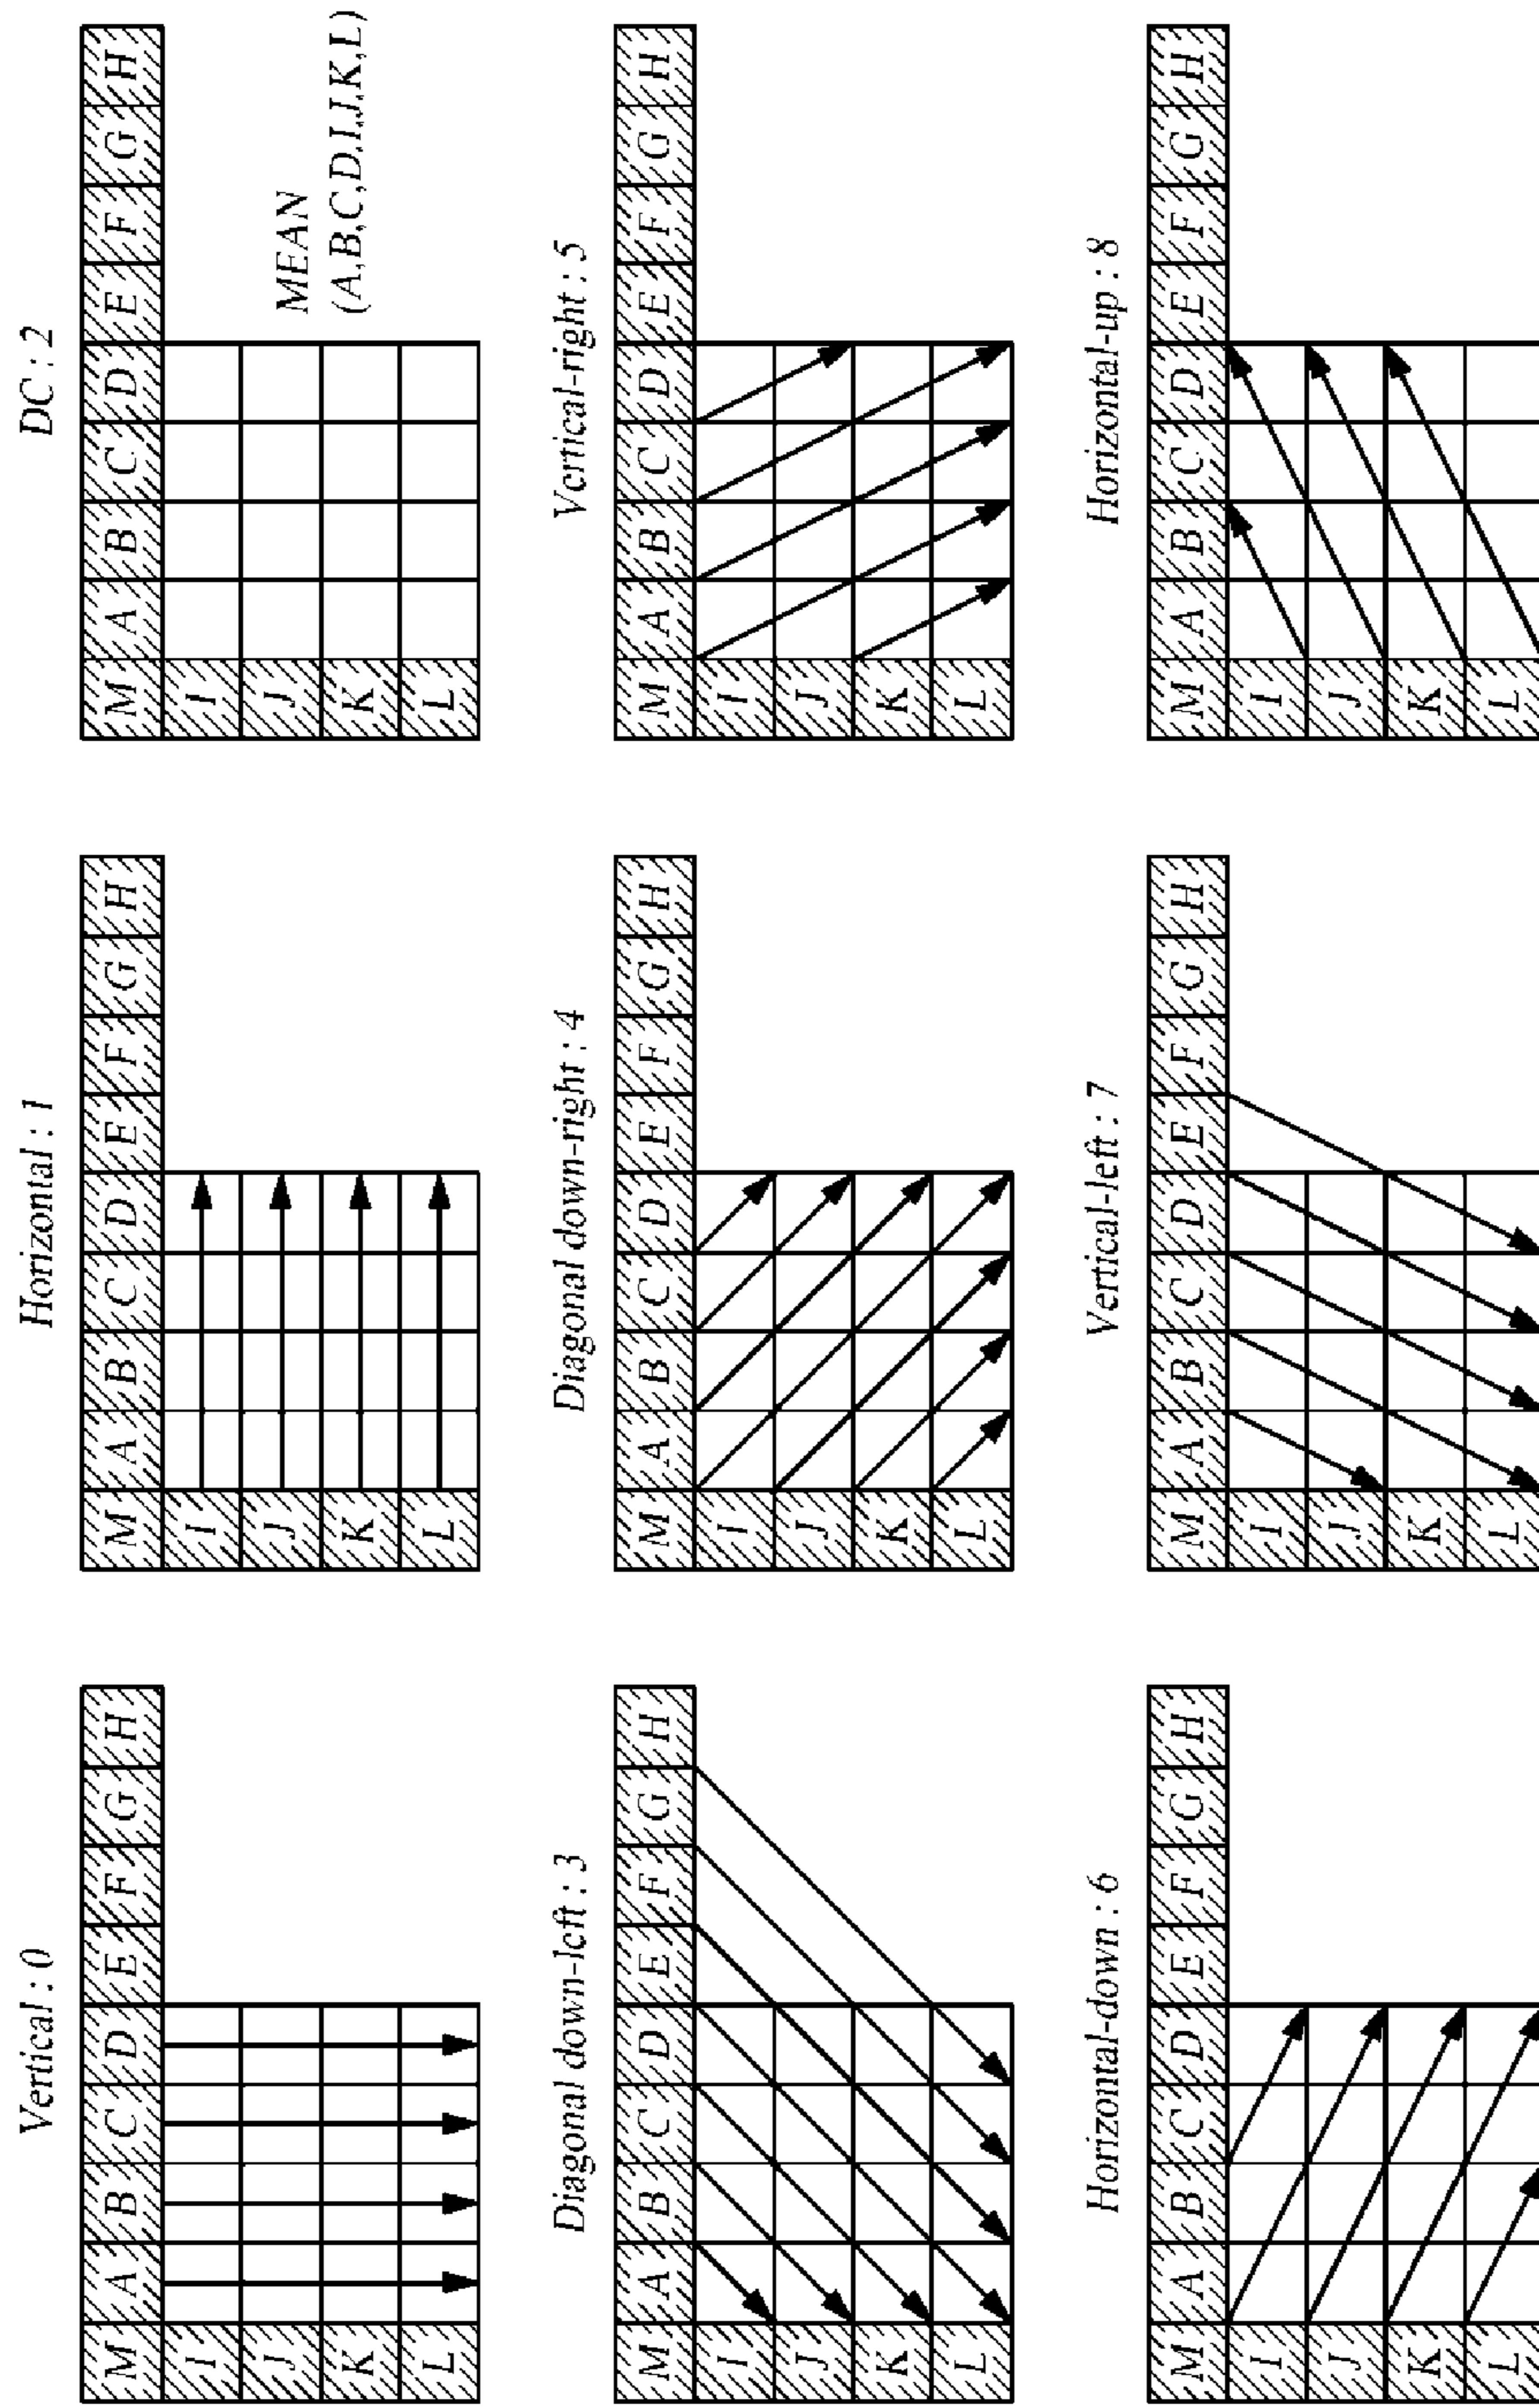 Vertical : 0
M A B C D E F G H
I
J
K
L
Horizontal : 1
M A B C D E F G H
I
J
K
L
DC : 2
M A B C D E F G H
I
J
K
L
MEAN
(A,B,C,D,I,J,K,L)
Diagonal down-left : 3
M A B C D E F G H
I
J
K
L
Diagonal down-right : 4
M A B C D E F G H
I
J
K
L
Vertical-right : 5
M A B C D E F G H
I
J
K
L
Horizontal-down : 6
M A B C D E F G H
I
J
K
L
Vertical-left : 7
M A B C D E F G H
I
J
K
L
Horizontal-up : 8
M A B C D E F G H
I
J
K
L